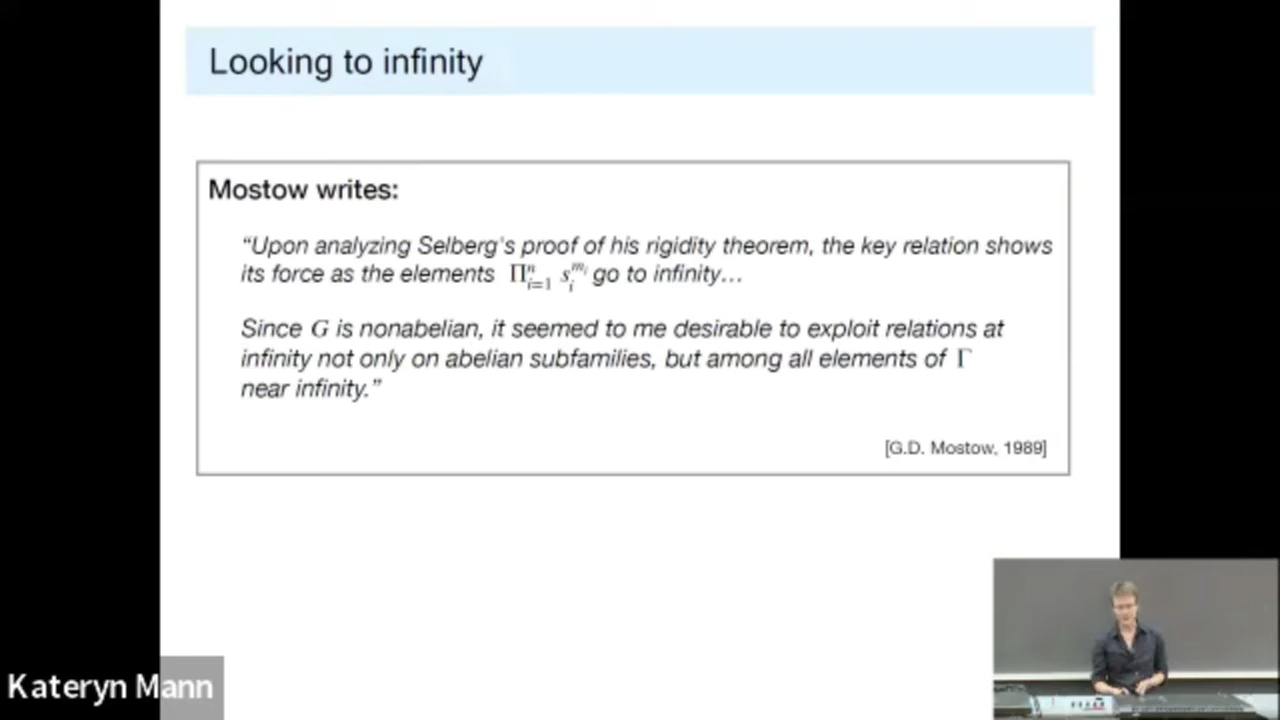 Looking to infinity
Mostow writes:
“Upon analyzing Selberg's proof of his rigidity theorem, the key relation shows
its force as the elements Π_{i=1}^{n} s_i^{m_i} go to infinity…
Since G is nonabelian, it seemed to me desirable to exploit relations at
infinity not only on abelian subfamilies, but among all elements of Γ
near infinity.”
[G.D. Mostow, 1989]
Kateryn Mann